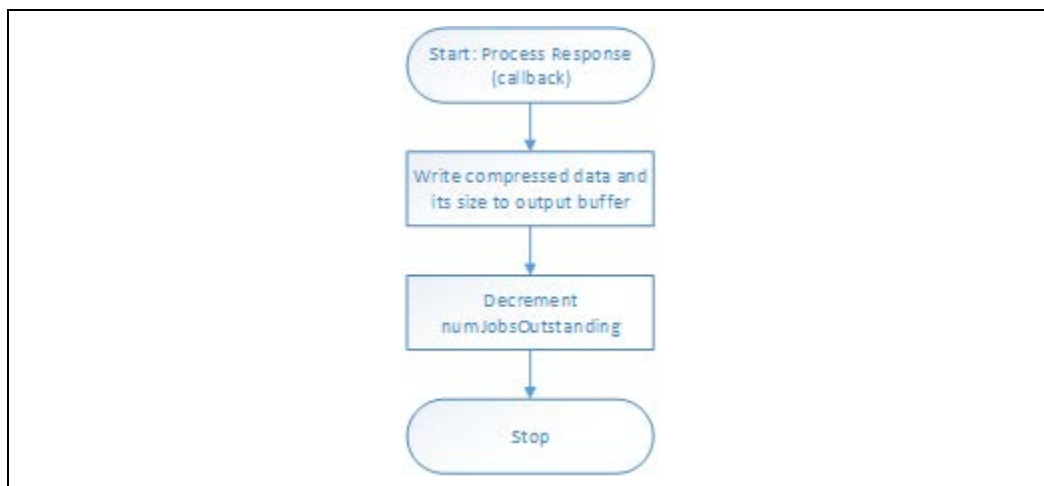 Start: Process Response
(callback)
Write compressed data and
its size to output buffer
Decrement
numJobsOutstanding
Stop